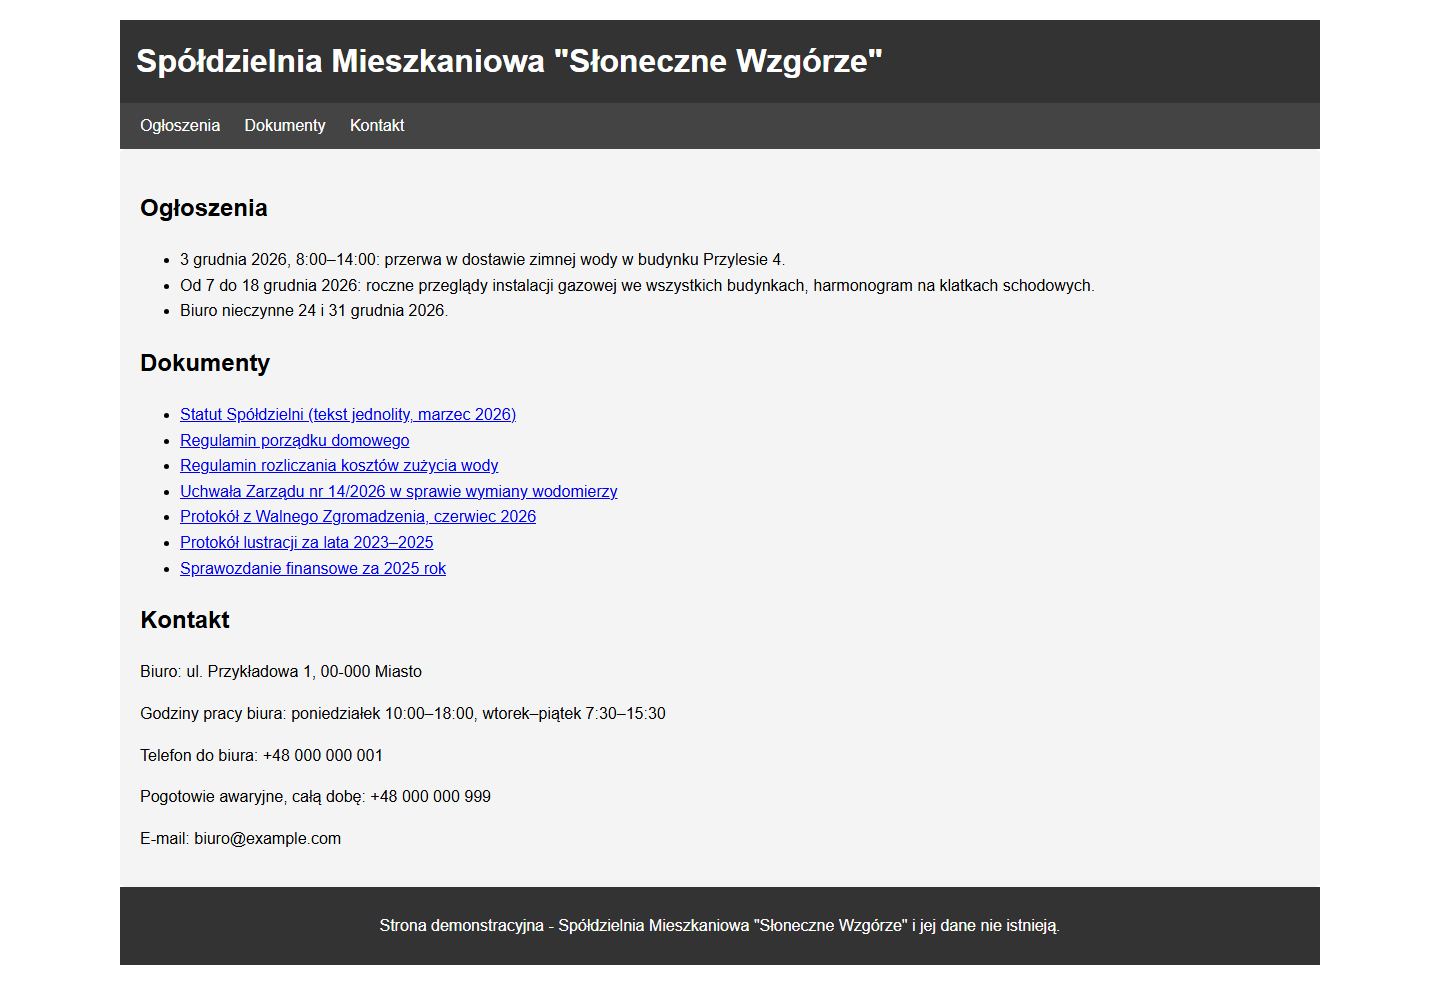 Spółdzielnia Mieszkaniowa "Słoneczne Wzgórze"
Ogłoszenia Dokumenty Kontakt
Ogłoszenia
3 grudnia 2026, 8:00–14:00: przerwa w dostawie zimnej wody w budynku Przylesie 4.
Od 7 do 18 grudnia 2026: roczne przeglądy instalacji gazowej we wszystkich budynkach, harmonogram na klatkach schodowych.
Biuro nieczynne 24 i 31 grudnia 2026.
Dokumenty
Statut Spółdzielni (tekst jednolity, marzec 2026)
Regulamin porządku domowego
Regulamin rozliczania kosztów zużycia wody
Uchwała Zarządu nr 14/2026 w sprawie wymiany wodomierzy
Protokół z Walnego Zgromadzenia, czerwiec 2026
Protokół lustracji za lata 2023–2025
Sprawozdanie finansowe za 2025 rok
Kontakt
Biuro: ul. Przykładowa 1, 00-000 Miasto
Godziny pracy biura: poniedziałek 10:00–18:00, wtorek–piątek 7:30–15:30
Telefon do biura: +48 000 000 001
Pogotowie awaryjne, całą dobę: +48 000 000 999
E-mail: biuro@example.com
Strona demonstracyjna - Spółdzielnia Mieszkaniowa "Słoneczne Wzgórze" i jej dane nie istnieją.